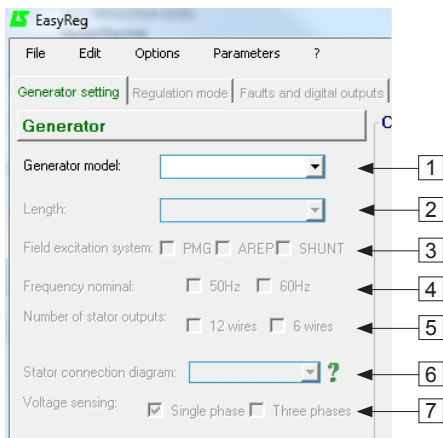 LS EasyReg
File Edit Options Parameters ?
Generator setting Regulation mode Faults and digital outputs
Generator
Generator model: 1
Length: 2
Field excitation system: PMG AREP SHUNT 3
Frequency nominal: 50Hz 60Hz 4
Number of stator outputs: 12 wires 6 wires 5
Stator connection diagram: ? 6
Voltage sensing: Single phase Three phases 7